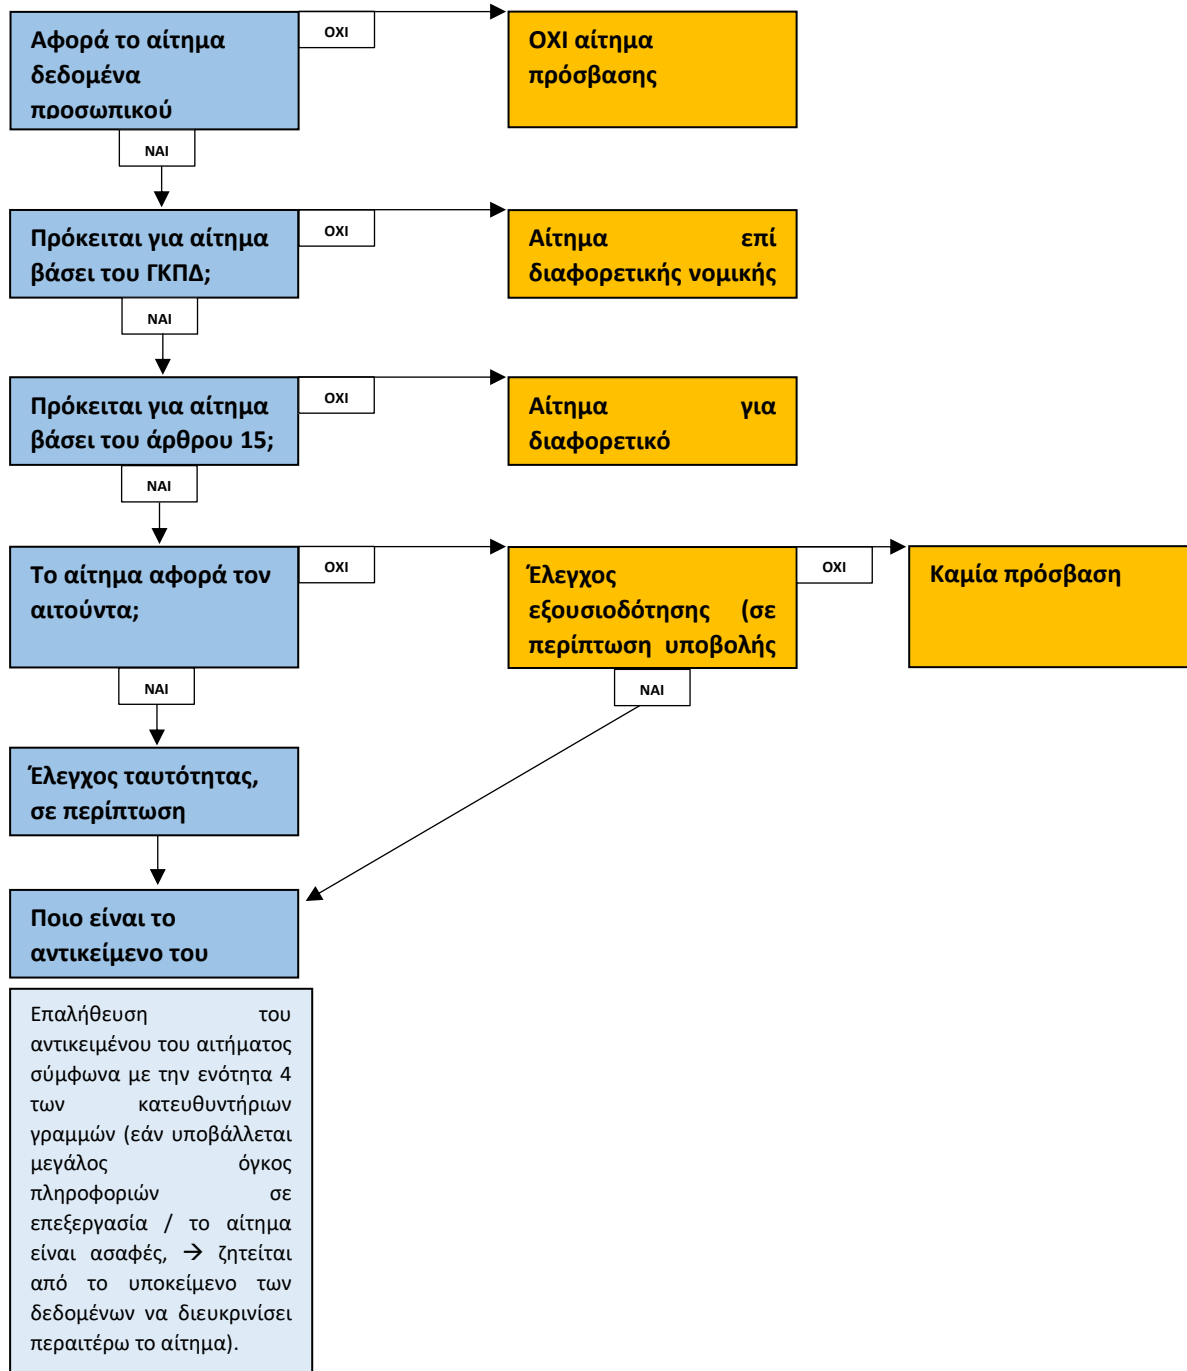 Αφορά το αίτημα
δεδομένα
προσωπικού
ΟΧΙ
ΟΧΙ αίτημα
πρόσβασης
ΝΑΙ
Πρόκειται για αίτημα
βάσει του ΓΚΠΔ;
ΟΧΙ
Αίτημα επί
διαφορετικής νομικής
ΝΑΙ
Πρόκειται για αίτημα
βάσει του άρθρου 15;
ΟΧΙ
Αίτημα για
διαφορετικό
ΝΑΙ
Το αίτημα αφορά τον
αιτούντα;
ΟΧΙ
Έλεγχος
εξουσιοδότησης (σε
περίπτωση υποβολής
ΟΧΙ
Καμία πρόσβαση
ΝΑΙ
ΝΑΙ
Έλεγχος ταυτότητας,
σε περίπτωση
Ποιο είναι το
αντικείμενο του
Επαλήθευση του
αντικειμένου του αιτήματος
σύμφωνα με την ενότητα 4
των κατευθυντήριων
γραμμών (εάν υποβάλλεται
μεγάλος όγκος
πληροφοριών σε
επεξεργασία / το αίτημα
είναι ασαφές, → ζητείται
από το υποκείμενο των
δεδομένων να διευκρινίσει
περαιτέρω το αίτημα).